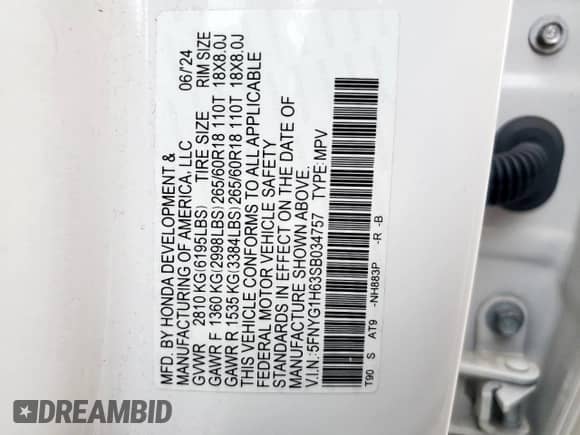 MFD. BY HONDA DEVELOPMENT &
MANUFACTURING OF AMERICA, LLC 06/'24
GVWR 2810 KG(6195LBS) TIRE SIZE RIM SIZE
GAWR F 1360 KG(2998LBS)265/60R18 110T 18X8.0J
GAWR R 1535 KG(3384LBS)265/60R18 110T 18X8.0J
THIS VEHICLE CONFORMS TO ALL APPLICABLE
FEDERAL MOTOR VEHICLE SAFETY
STANDARDS IN EFFECT ON THE DATE OF
MANUFACTURE SHOWN ABOVE.
V.I.N.:5FNYG1H63SB034757 TYPE:MPV
T90 S AT9 -NH883P -R -B
DREAMBID